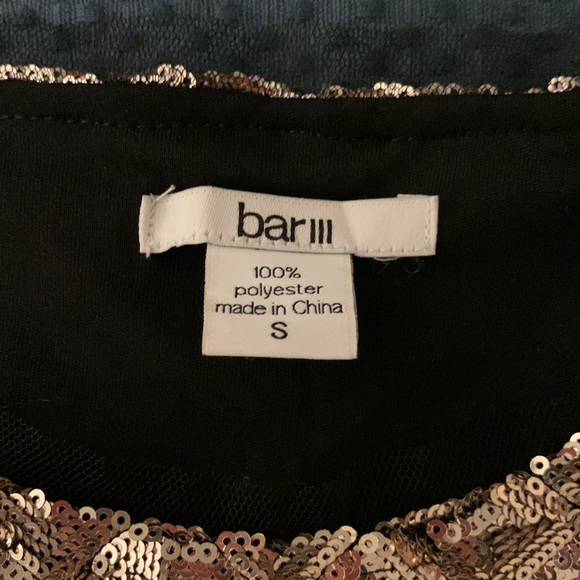 bar III
100%
polyester
made in China
S